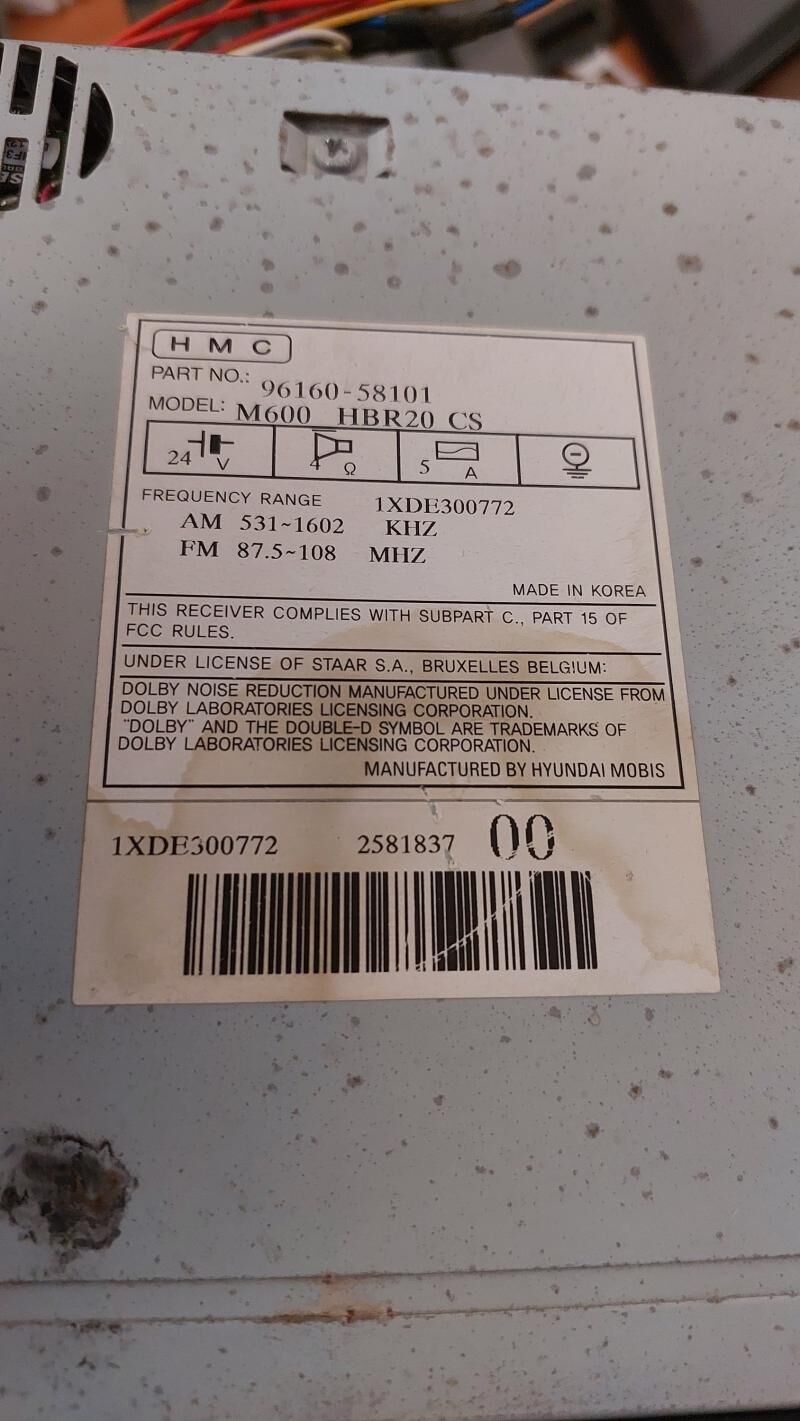 H M C
PART NO.: 96160-58101
MODEL: M600 HBR20 CS
24 V 4 Ω 5 A
FREQUENCY RANGE 1XDE300772
AM 531~1602 KHZ
FM 87.5~108 MHZ
MADE IN KOREA
THIS RECEIVER COMPLIES WITH SUBPART C., PART 15 OF
FCC RULES.
UNDER LICENSE OF STAAR S.A., BRUXELLES BELGIUM:
DOLBY NOISE REDUCTION MANUFACTURED UNDER LICENSE FROM
DOLBY LABORATORIES LICENSING CORPORATION.
"DOLBY" AND THE DOUBLE-D SYMBOL ARE TRADEMARKS OF
DOLBY LABORATORIES LICENSING CORPORATION.
MANUFACTURED BY HYUNDAI MOBIS
1XDE300772 2581837 00